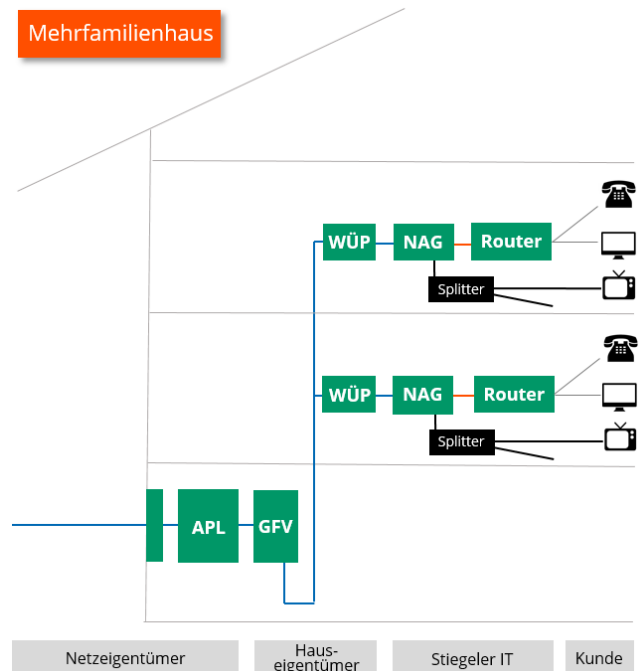 Mehrfamilienhaus
WÜP NAG Router
Splitter
WÜP NAG Router
Splitter
APL GFV
Netzeigentümer
Haus-
eigentümer
Stiegeler IT
Kunde